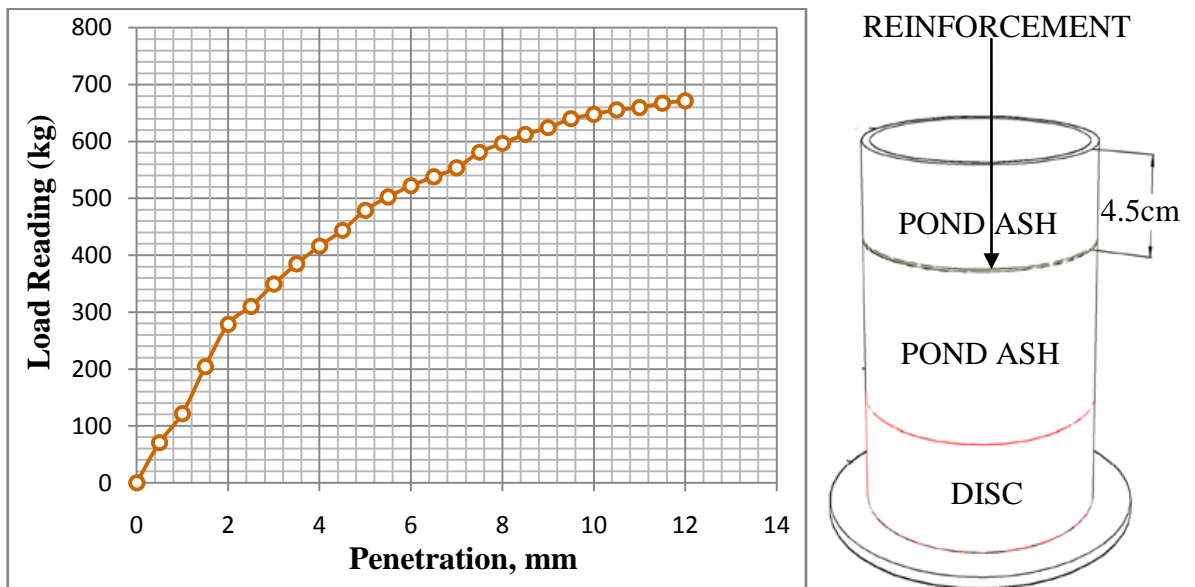 800
700
600
500
400
300
200
100
0
Load Reading (kg)
0 2 4 6 8 10 12 14
Penetration, mm
REINFORCEMENT
4.5cm
POND ASH
POND ASH
DISC